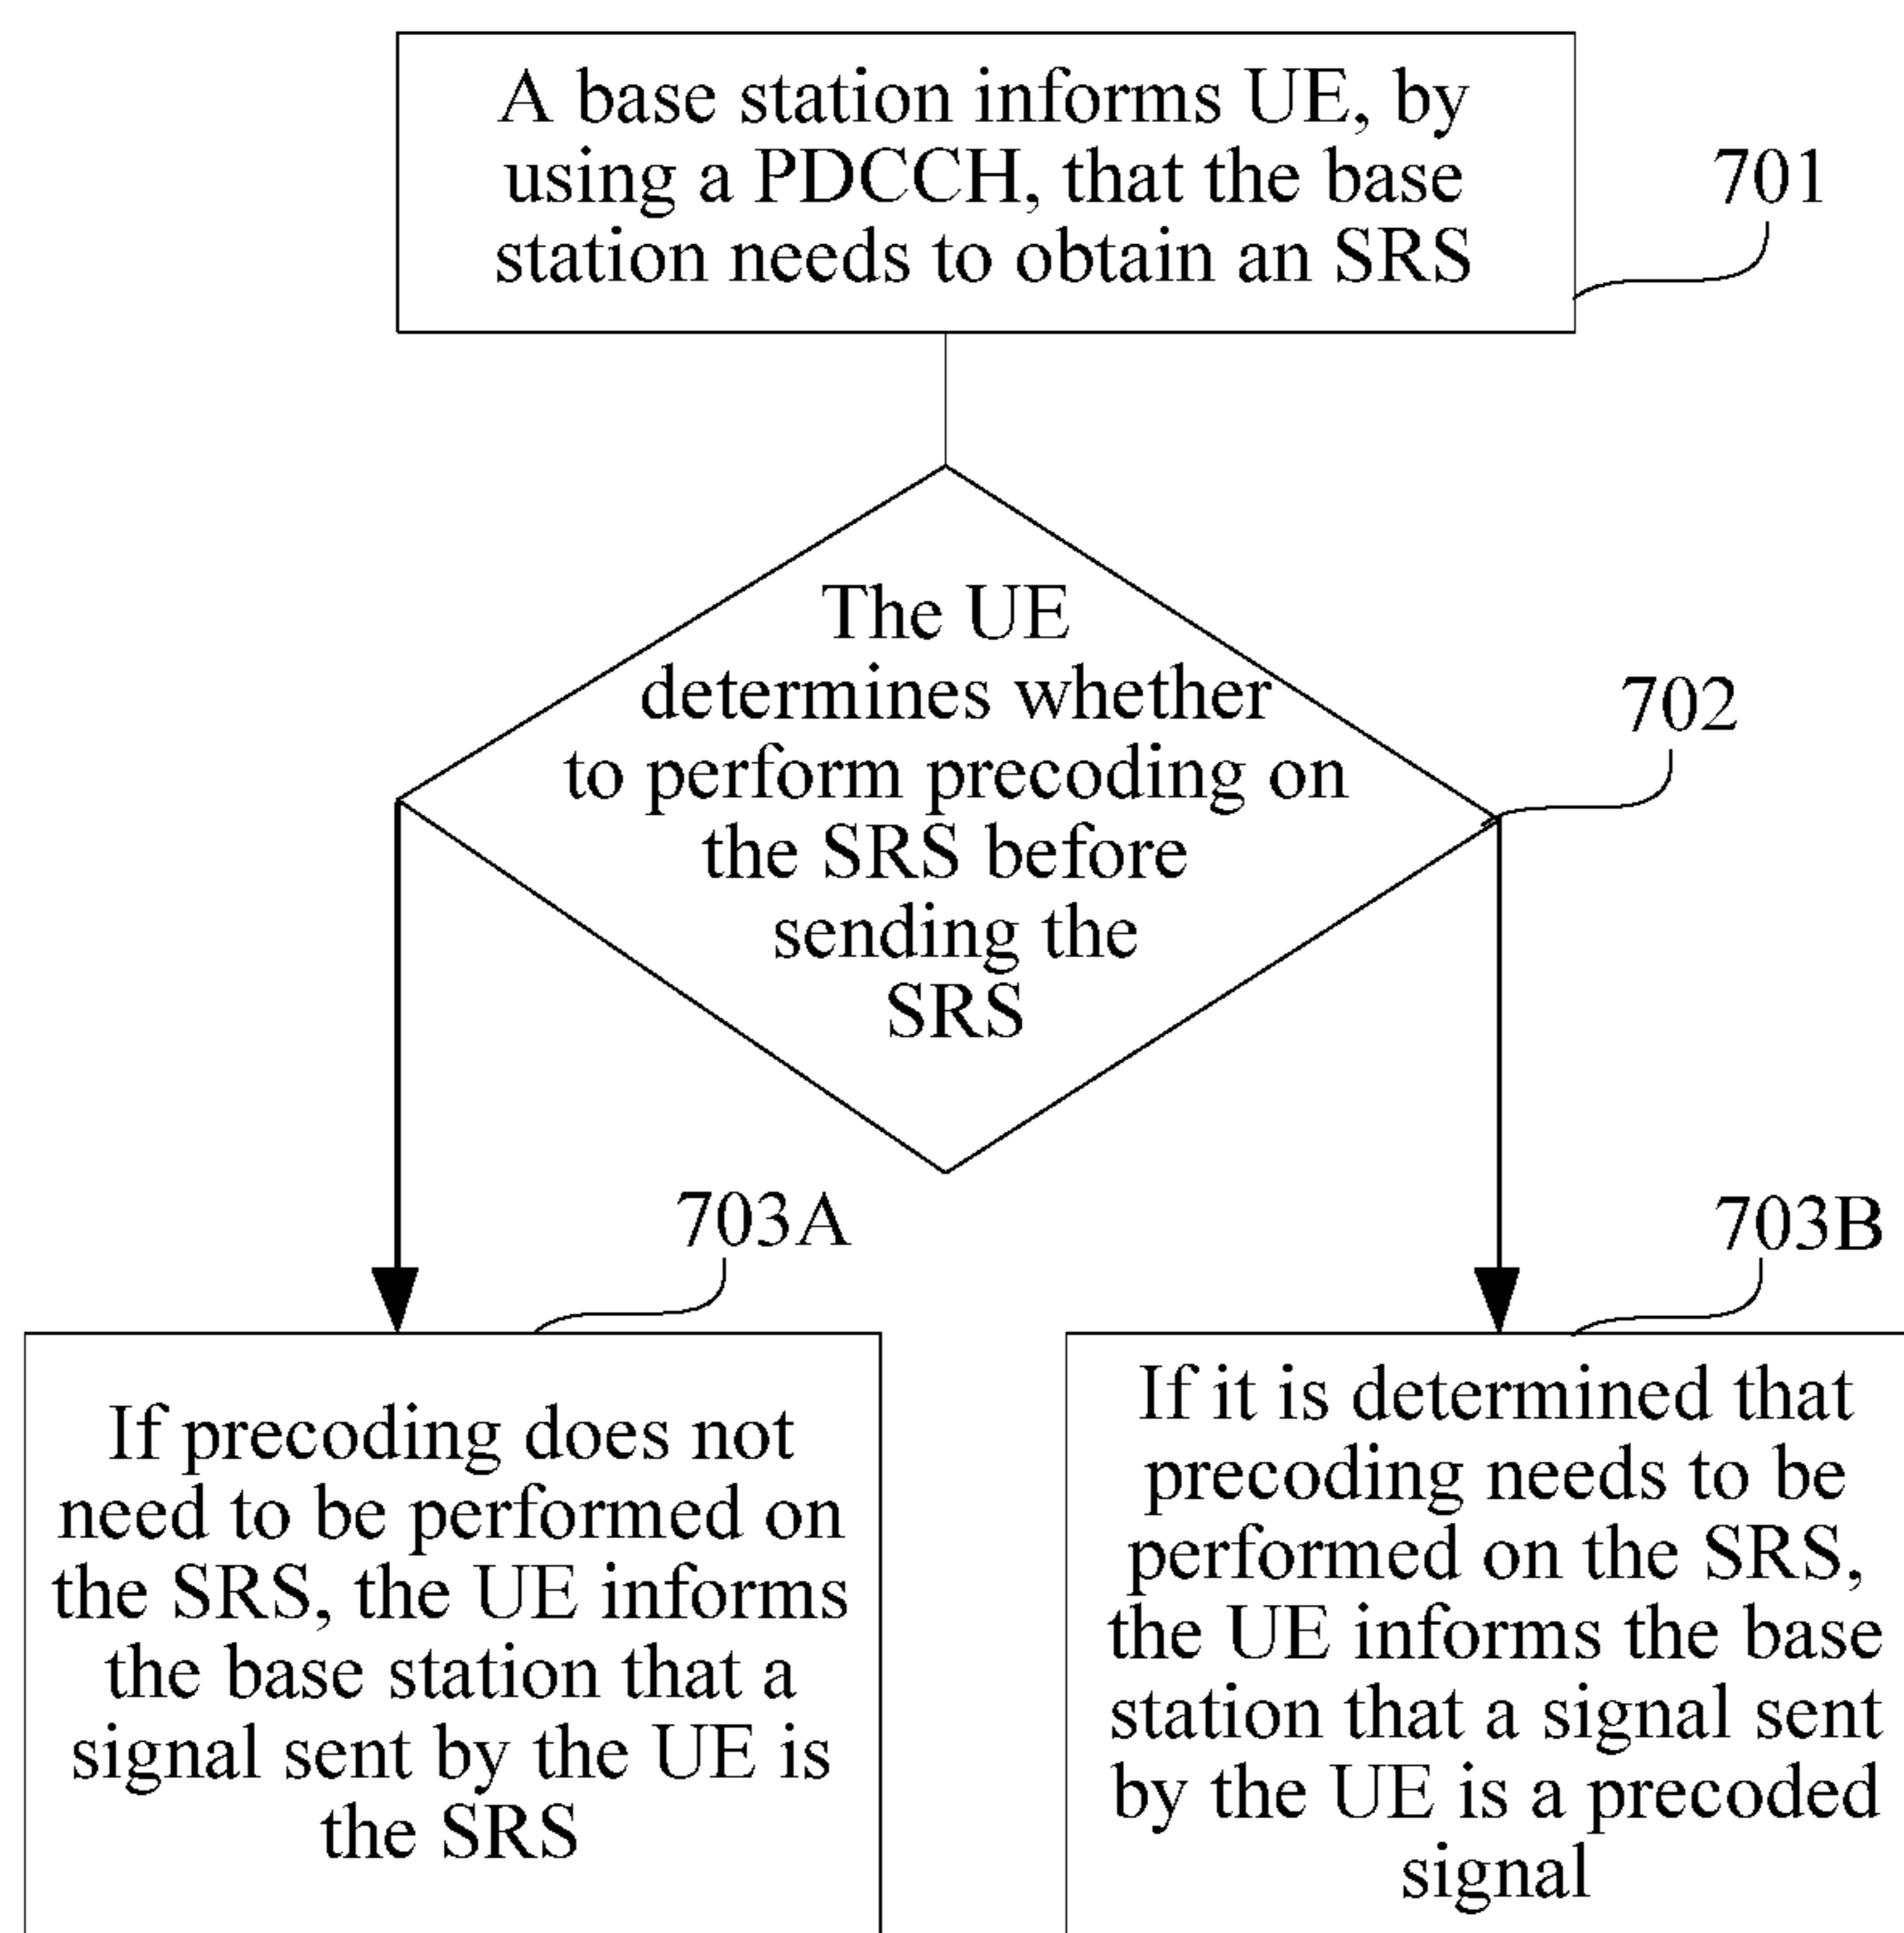 A base station informs UE, by
using a PDCCH, that the base
station needs to obtain an SRS
701
The UE
determines whether
to perform precoding on
the SRS before
sending the
SRS
702
703A
If precoding does not
need to be performed on
the SRS, the UE informs
the base station that a
signal sent by the UE is
the SRS
703B
If it is determined that
precoding needs to be
performed on the SRS,
the UE informs the base
station that a signal sent
by the UE is a precoded
signal